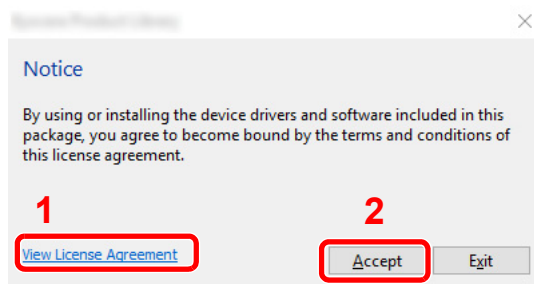 Notice
By using or installing the device drivers and software included in this
package, you agree to become bound by the terms and conditions of
this license agreement.
1
2
View License Agreement
Accept
Exit